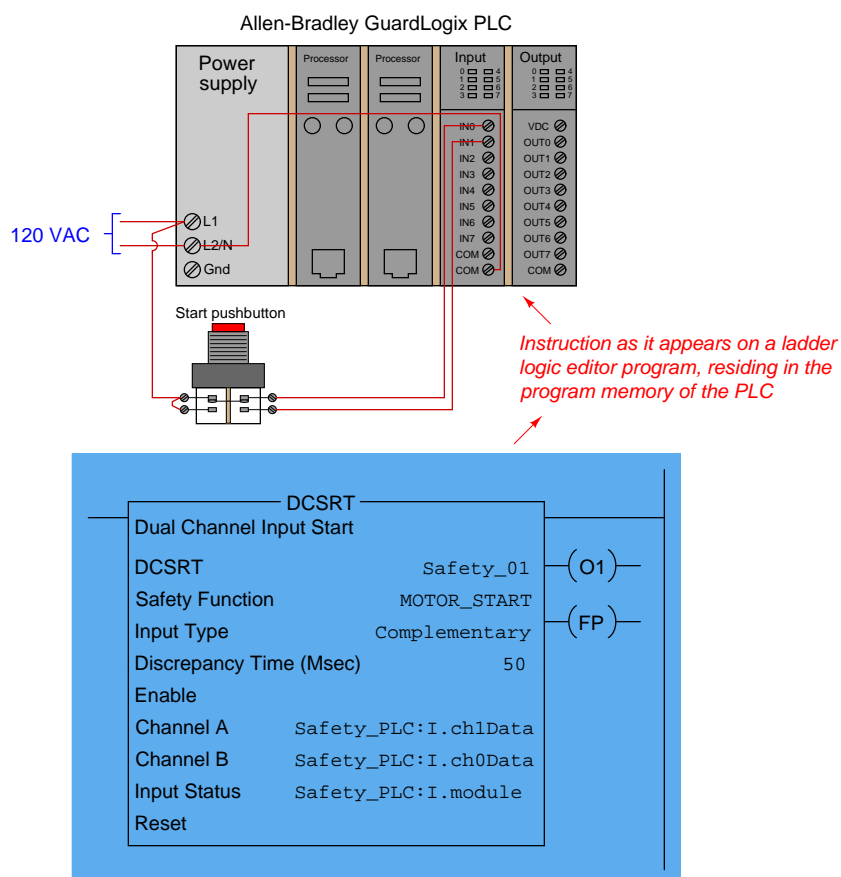 Allen-Bradley GuardLogix PLC
Power
supply
Processor
Processor
Input
Output
0 4
1 5
2 6
3 7
0 4
1 5
2 6
3 7
IN0
IN1
IN2
IN3
IN4
IN5
IN6
IN7
COM
COM
VDC
OUT0
OUT1
OUT2
OUT3
OUT4
OUT5
OUT6
OUT7
COM
L1
120 VAC
L2/N
Gnd
Start pushbutton
Instruction as it appears on a ladder
logic editor program, residing in the
program memory of the PLC
DCSRT
Dual Channel Input Start
DCSRT Safety_01
O1
Safety Function MOTOR_START
FP
Input Type Complementary
Discrepancy Time (Msec) 50
Enable
Channel A Safety_PLC:I.ch1Data
Channel B Safety_PLC:I.ch0Data
Input Status Safety_PLC:I.module
Reset